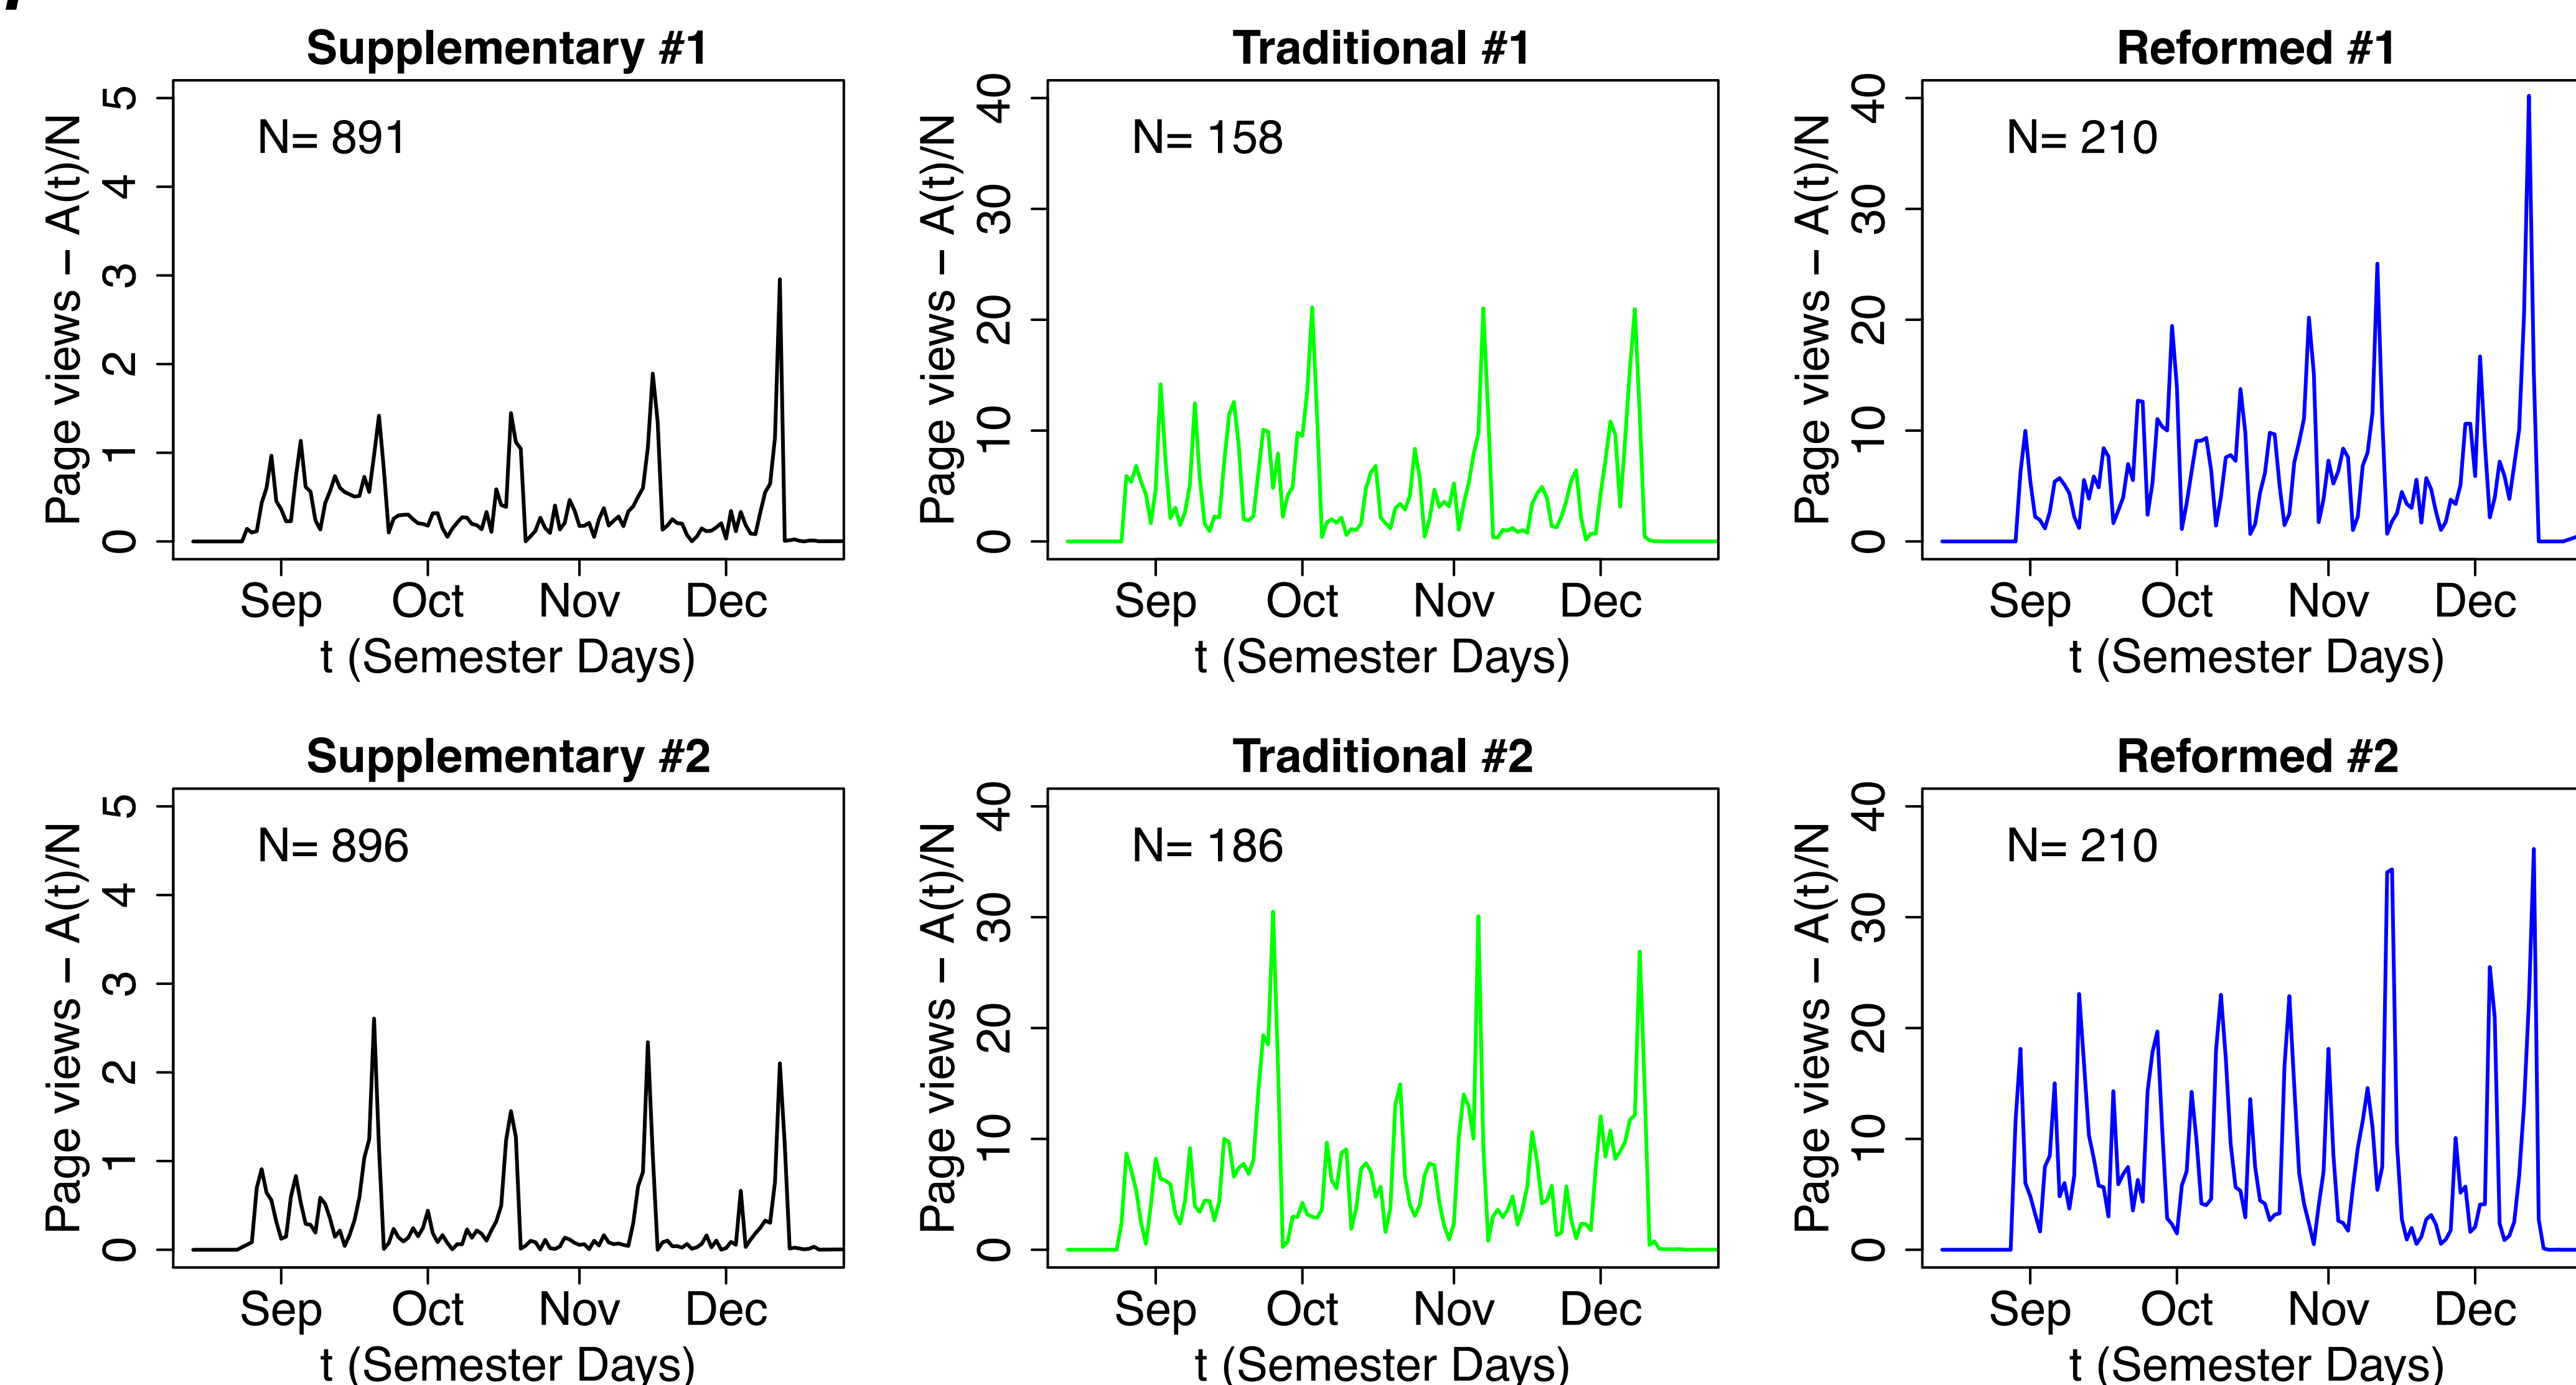 Supplementary #1
Page views – A(t)/N
5
4
3
2
1
0
N= 891
Sep Oct Nov Dec
t (Semester Days)
Traditional #1
Page views – A(t)/N
40
30
20
10
0
N= 158
Sep Oct Nov Dec
t (Semester Days)
Reformed #1
Page views – A(t)/N
40
30
20
10
0
N= 210
Sep Oct Nov Dec
t (Semester Days)
Supplementary #2
Page views – A(t)/N
5
4
3
2
1
0
N= 896
Sep Oct Nov Dec
t (Semester Days)
Traditional #2
Page views – A(t)/N
40
30
20
10
0
N= 186
Sep Oct Nov Dec
t (Semester Days)
Reformed #2
Page views – A(t)/N
40
30
20
10
0
N= 210
Sep Oct Nov Dec
t (Semester Days)